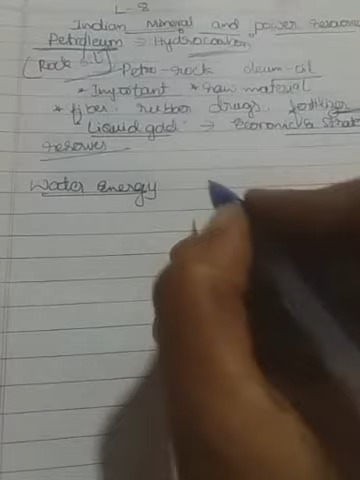 L-8
Indian Mineral and power Resource
Petroleum → Hydrocarbon
(Rock oil) Petro-rock oleum-oil
* Important * raw material
* fiber, rubber drugs, fertilizer
"Liquid gold" → Economics Strat
reserves
Water energy